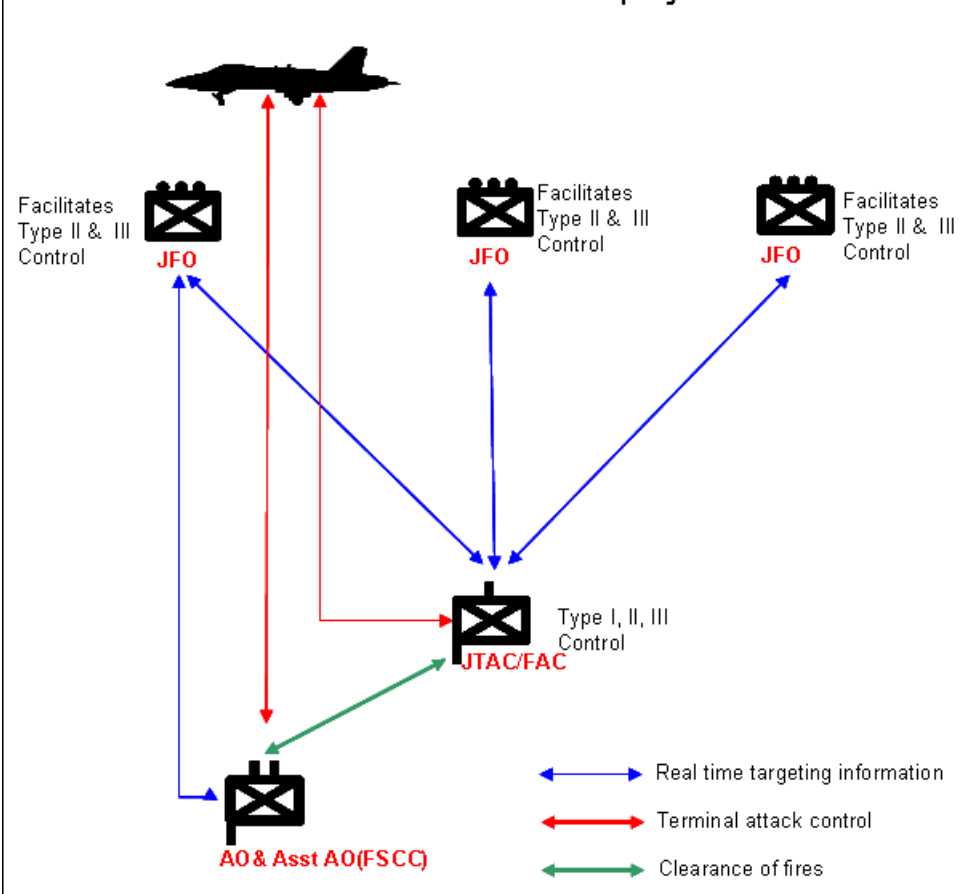 Facilitates
Type II & III
Control
JFO
Facilitates
Type II & III
Control
JFO
Facilitates
Type II & III
Control
JFO
Type I, II, III
Control
JTAC/FAC
AO & Asst AO(FSCC)
Real time targeting information
Terminal attack control
Clearance of fires